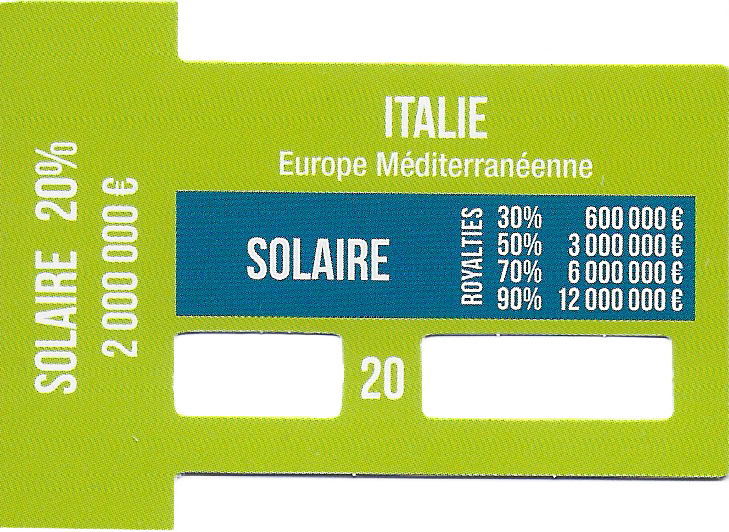 SOLAIRE 20%
2 000 000 €
ITALIE
Europe Méditerranéenne
SOLAIRE
ROYALTIES
30% 600 000 €
50% 3 000 000 €
70% 6 000 000 €
90% 12 000 000 €
20